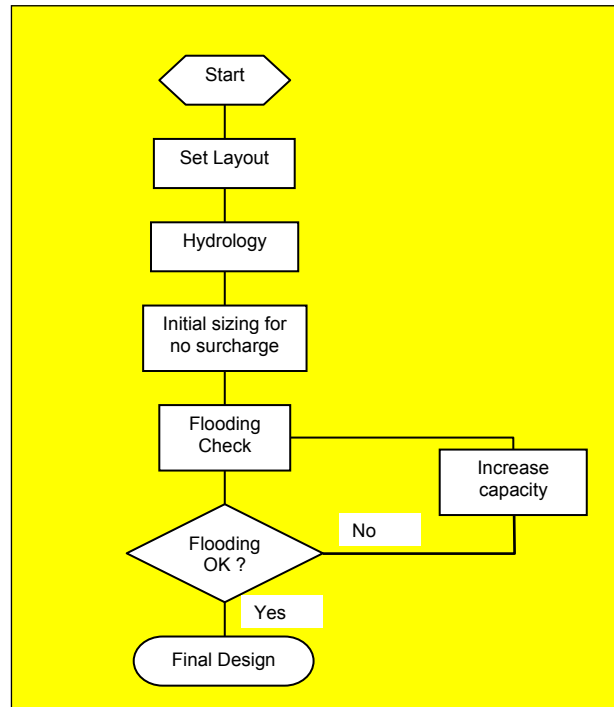 Start
Set Layout
Hydrology
Initial sizing for
no surcharge
Flooding
Check
Increase
capacity
No
Flooding
OK ?
Yes
Final Design